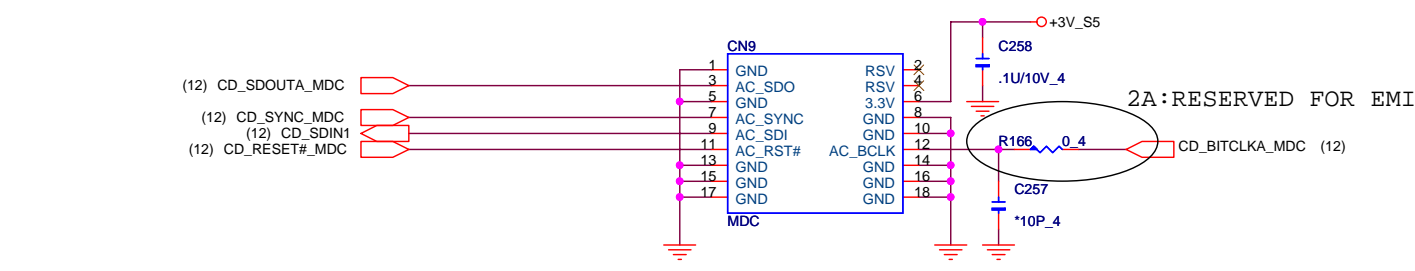 +3V_S5
CN9
C258
1 GND RSV 2
(12) CD_SDOUTA_MDC 3 AC_SDO RSV 4 .1U/10V_4
5 GND 3.3V 6 2A:RESERVED FOR EMI
(12) CD_SYNC_MDC 7 AC_SYNC GND 8
(12) CD_SDIN1 9 AC_SDI GND 10
(12) CD_RESET#_MDC 11 AC_RST# AC_BCLK 12 R166 0_4 CD_BITCLKA_MDC (12)
13 GND GND 14
15 GND GND 16
17 GND GND 18 C257
MDC *10P_4